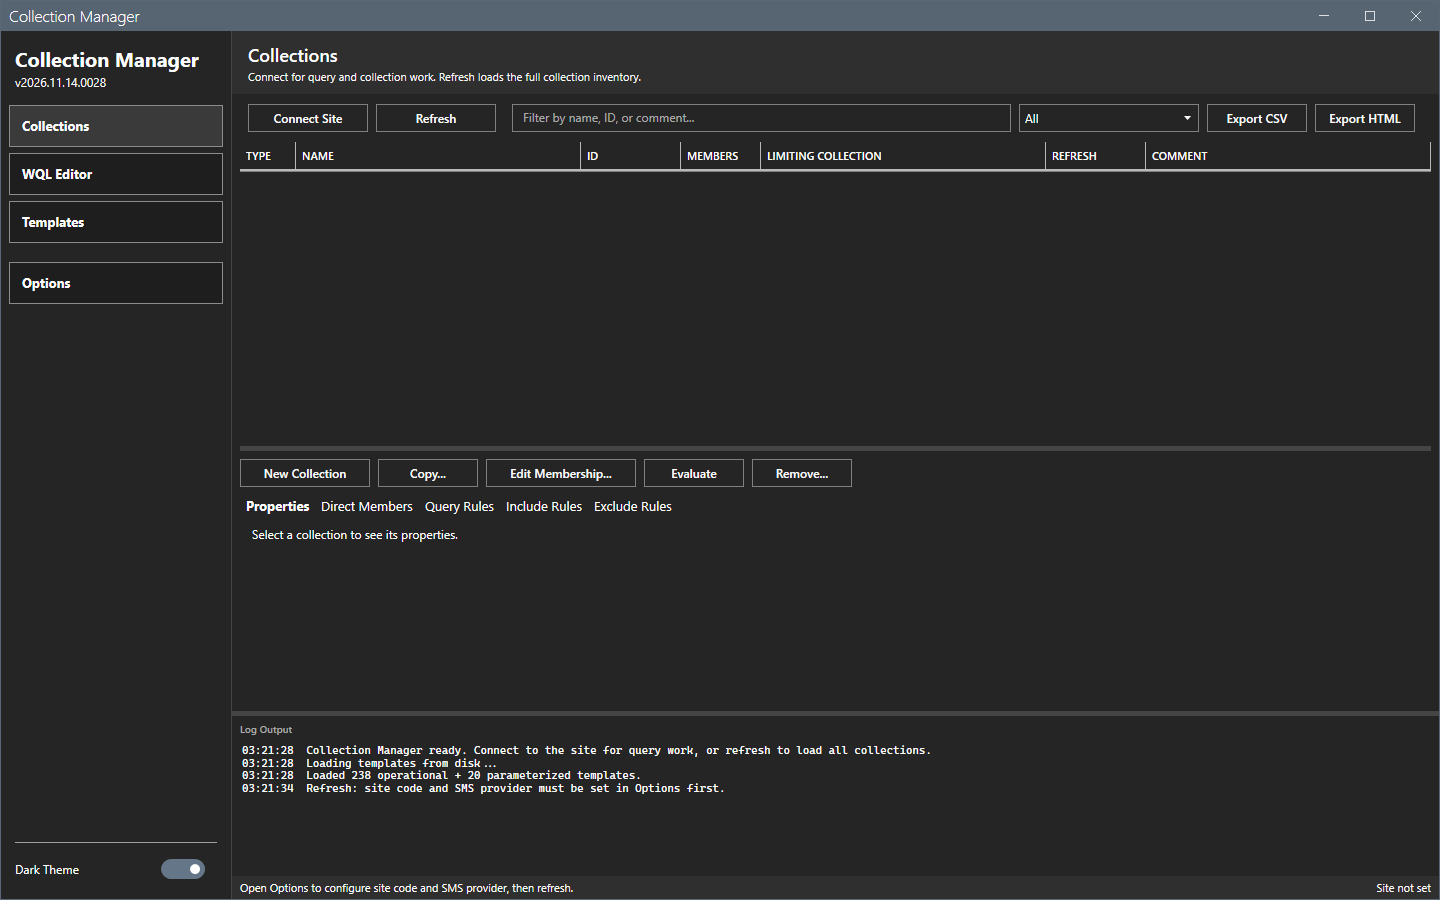 Collection Manager
Collection Manager
v2026.11.14.0028
Collections
WQL Editor
Templates
Options
Dark Theme
Collections
Connect for query and collection work. Refresh loads the full collection inventory.
Connect Site
Refresh
Filter by name, ID, or comment...
All
Export CSV
Export HTML
TYPE NAME ID MEMBERS LIMITING COLLECTION REFRESH COMMENT
New Collection
Copy...
Edit Membership...
Evaluate
Remove...
Properties Direct Members Query Rules Include Rules Exclude Rules
Select a collection to see its properties.
Log Output
03:21:28 Collection Manager ready. Connect to the site for query work, or refresh to load all collections.
03:21:28 Loading templates from disk...
03:21:28 Loaded 238 operational + 20 parameterized templates.
03:21:34 Refresh: site code and SMS provider must be set in Options first.
Open Options to configure site code and SMS provider, then refresh.
Site not set